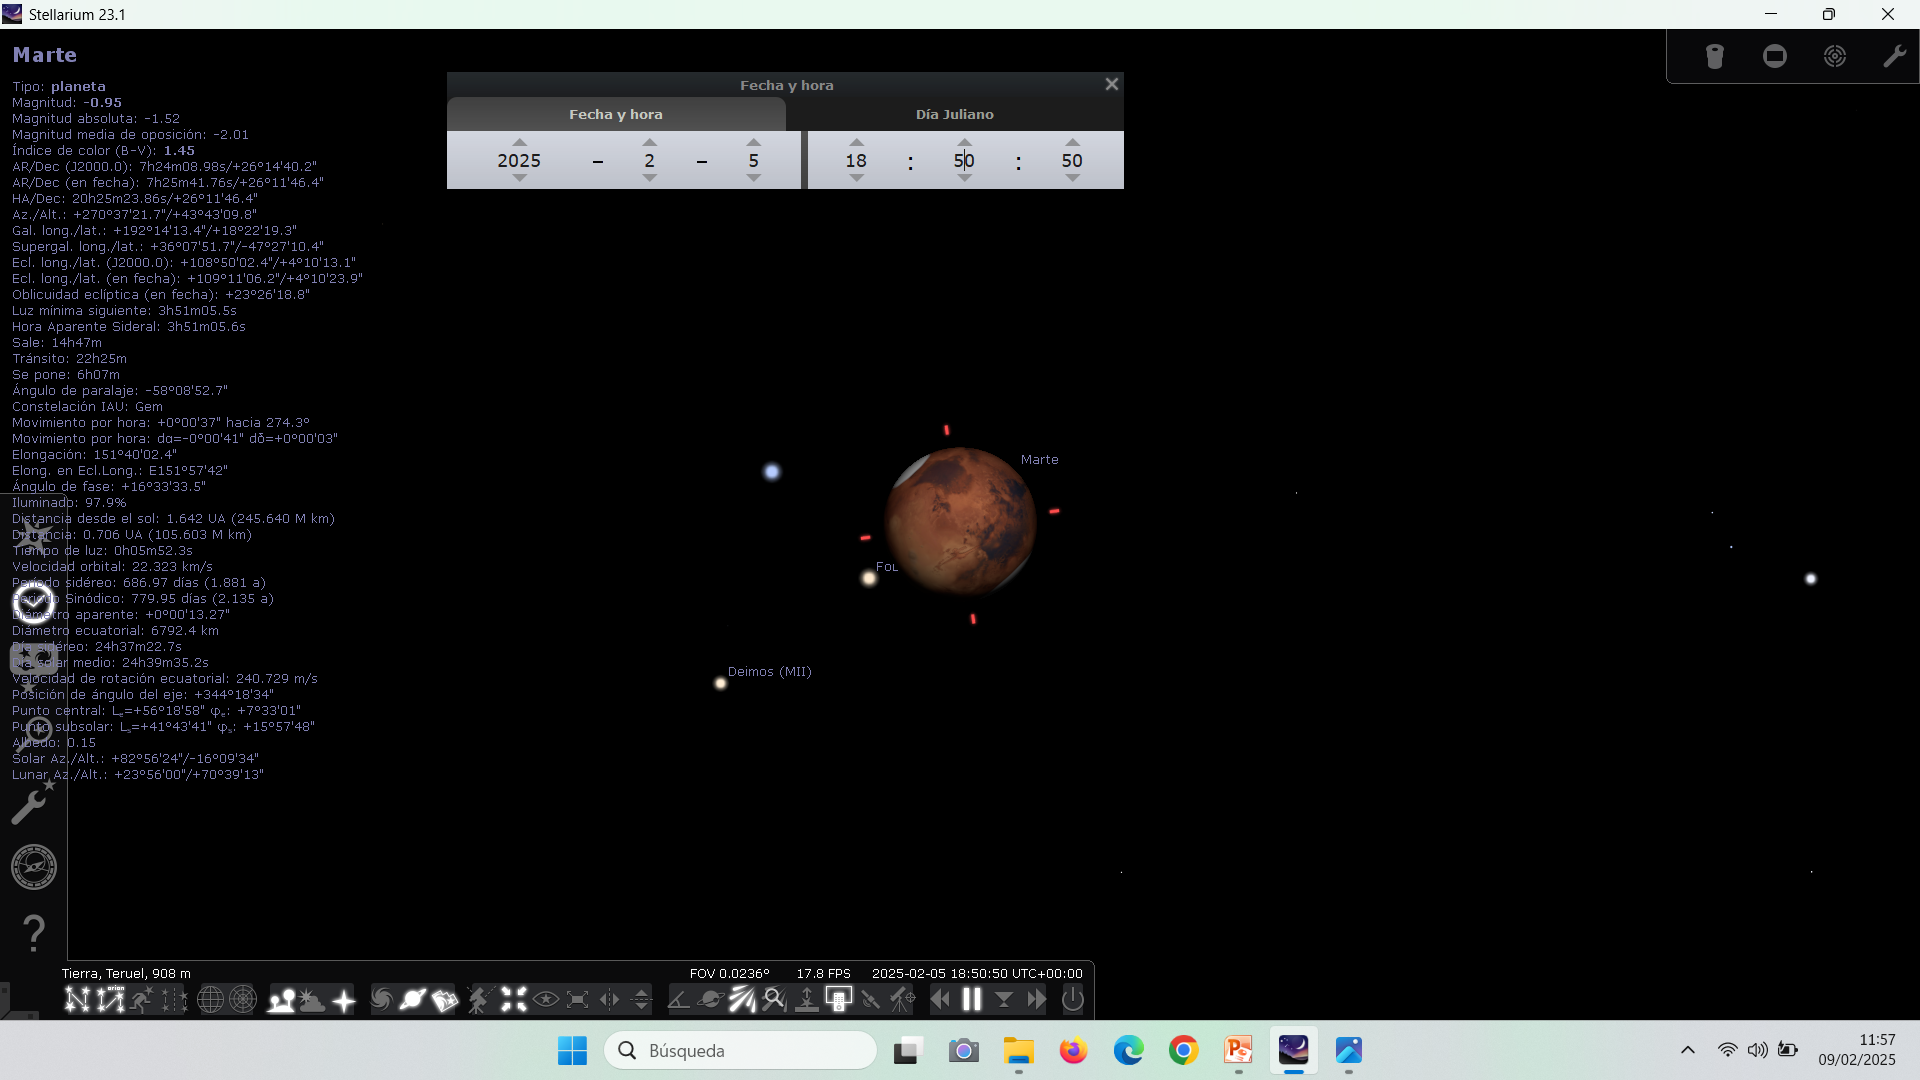 Stellarium 23.1
Marte
Tipo: planeta
Magnitud: -0.95
Magnitud absoluta: -1.52
Magnitud media de oposición: -2.01
Índice de color (B-V): 1.45
AR/Dec (J2000.0): 7h24m08.98s/+26°14'40.2"
AR/Dec (en fecha): 7h25m41.76s/+26°11'46.4"
HA/Dec: 20h25m23.86s/+26°11'46.4"
Az./Alt.: +270°37'21.7"/+43°43'09.8"
Gal. long./lat.: +192°14'13.4"/+18°22'19.3"
Supergal. long./lat.: +36°07'51.7"/-47°27'10.4"
Ecl. long./lat. (J2000.0): +108°50'02.4"/+4°10'13.1"
Ecl. long./lat. (en fecha): +109°11'06.2"/+4°10'23.9"
Oblicuidad eclíptica (en fecha): +23°26'18.8"
Luz mínima siguiente: 3h51m05.5s
Hora Aparente Sideral: 3h51m05.6s
Sale: 14h47m
Tránsito: 22h25m
Se pone: 6h07m
Ángulo de paralaje: -58°08'52.7"
Constelación IAU: Gem
Movimiento por hora: +0°00'37" hacia 274.3°
Movimiento por hora: dα=-0°00'41" dδ=+0°00'03"
Elongación: 151°40'02.4"
Elong. en Ecl.Long.: E151°57'42"
Ángulo de fase: +16°33'33.5"
Iluminado: 97.9%
Distancia desde el sol: 1.642 UA (245.640 M km)
Distancia: 0.706 UA (105.603 M km)
Tiempo de luz: 0h05m52.3s
Velocidad orbital: 22.323 km/s
Período sidéreo: 686.97 días (1.881 a)
Periodo Sinódico: 779.95 días (2.135 a)
Diámetro aparente: +0°00'13.27"
Diámetro ecuatorial: 6792.4 km
Día sidéreo: 24h37m22.7s
Día solar medio: 24h39m35.2s
Velocidad de rotación ecuatorial: 240.729 m/s
Posición de ángulo del eje: +344°18'34"
Punto central: Lₑ=+56°18'58" φₑ: +7°33'01"
Punto subsolar: Lₛ=+41°43'41" φₛ: +15°57'48"
Albedo: 0.15
Solar Az./Alt.: +82°56'24"/-16°09'34"
Lunar Az./Alt.: +23°56'00"/+70°39'13"
Fecha y hora
Fecha y hora Día Juliano
2025 - 2 - 5 18 : 50 : 50
Marte
Fou
Deimos (MII)
Tierra, Teruel, 908 m FOV 0.0236° 17.8 FPS 2025-02-05 18:50:50 UTC+00:00
Búsqueda
11:57
09/02/2025